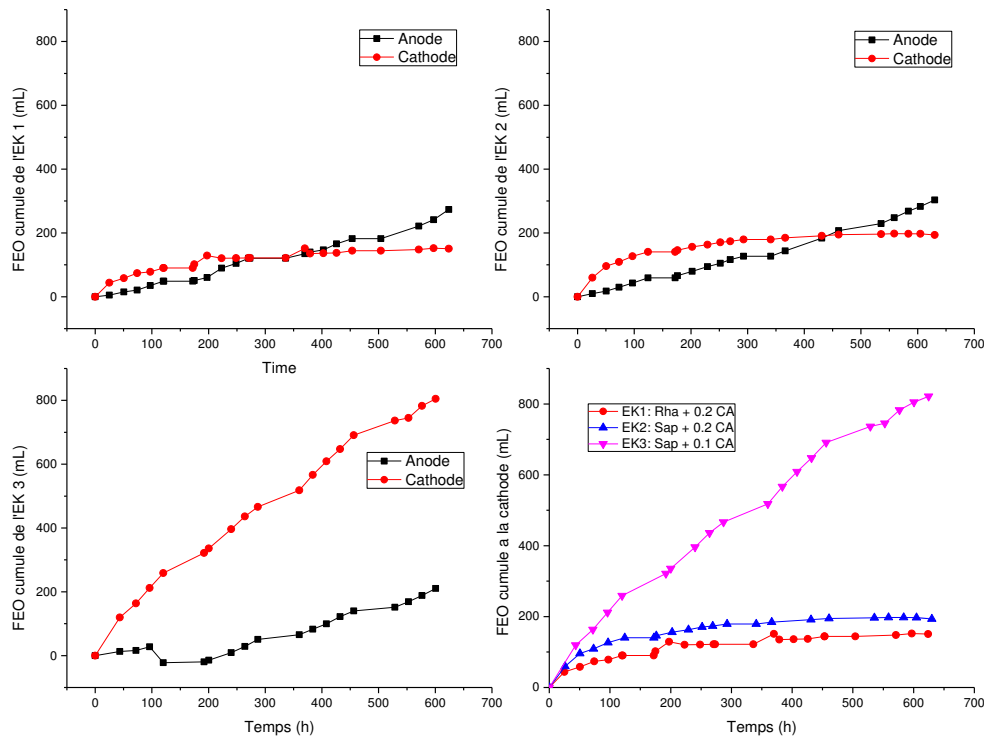 FEO cumule de l'EK 1 (mL)
800
600
400
200
0
0 100 200 300 400 500 600 700
Time
Anode
Cathode
FEO cumule de l'EK 2 (mL)
800
600
400
200
0
0 100 200 300 400 500 600 700
Anode
Cathode
FEO cumule de l'EK 3 (mL)
800
600
400
200
0
0 100 200 300 400 500 600 700
Temps (h)
Anode
Cathode
FEO cumule a la cathode (mL)
800
600
400
200
0
0 100 200 300 400 500 600 700
Temps (h)
EK1: Rha + 0.2 CA
EK2: Sap + 0.2 CA
EK3: Sap + 0.1 CA